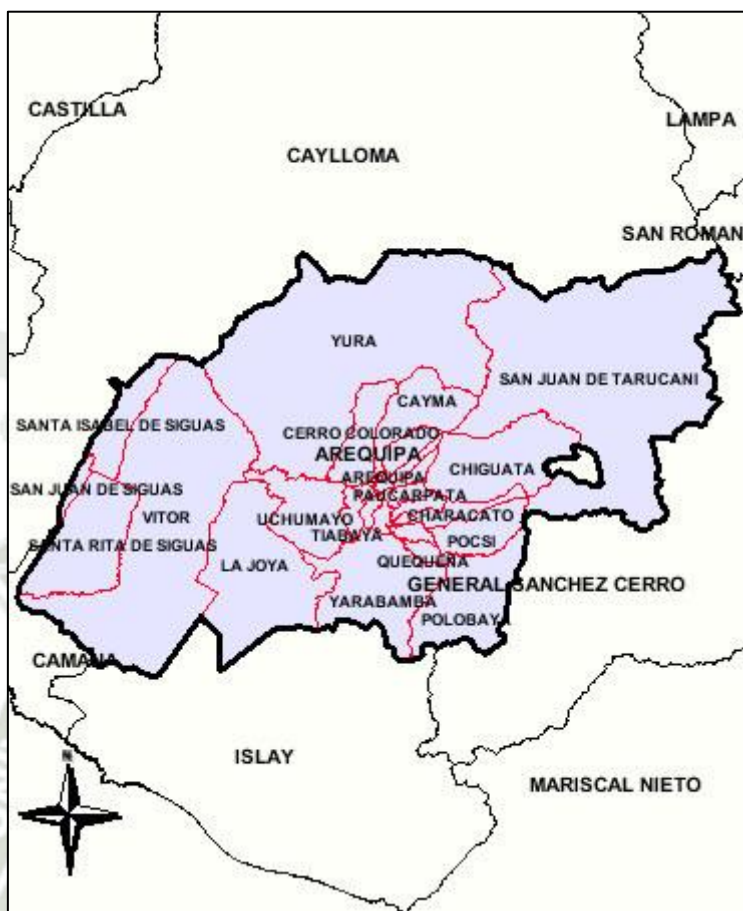 CASTILLA
LAMPA
CAYLLOMA
SAN ROMAN
YURA
SAN JUAN DE TARUCANI
CAYMA
SANTA ISABEL DE SIGUAS
CERRO COLORADO
AREQUIPA
CHIGUATA
AREQUIPA
SAN JUAN DE SIGUAS
PAUCARPATA
VITOR
UCHUMAYO
CHARACATO
TIABAYA
SANTA RITA DE SIGUAS
POCSI
LA JOYA
QUEQUEÑA
GENERAL SANCHEZ CERRO
YARABAMBA
POLOBAYA
CAMANA
ISLAY
N
MARISCAL NIETO